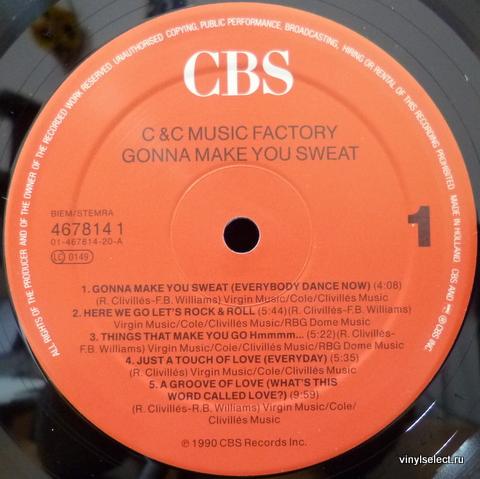 ALL RIGHTS OF THE PRODUCER AND OF THE OWNER OF THE RECORDED WORK RESERVED. UNAUTHORISED COPYING, PUBLIC PERFORMANCE, BROADCASTING, HIRING OR RENTAL OF THIS RECORDING PROHIBITED MADE IN HOLLAND CBS AND ® CBS INC
CBS
C & C MUSIC FACTORY
GONNA MAKE YOU SWEAT
BIEM/STEMRA
467814 1
01-467814-20-A
LC 0149
1
1. GONNA MAKE YOU SWEAT (EVERYBODY DANCE NOW) (4:08)
(R. Clivillés-F.B. Williams) Virgin Music/Cole/Clivillés Music
2. HERE WE GO LET'S ROCK & ROLL (5:44)(R. Clivillés-F.B. Williams)
Virgin Music/Cole/Clivillés Music/RBG Dome Music
3. THINGS THAT MAKE YOU GO Hmmmm... (5:22)(R. Clivillés-
F.B. Williams) Virgin Music/Cole/Clivillés Music/RBG Dome Music
4. JUST A TOUCH OF LOVE (EVERYDAY) (5:35)
(R. Clivillés) Virgin Music/Cole/Clivillés Music
5. A GROOVE OF LOVE (WHAT'S THIS
WORD CALLED LOVE?) (9:59)
(R. Clivillés-R.B. Williams) Virgin Music/Cole/
Clivillés Music
℗ 1990 CBS Records Inc.
vinylselect.ru